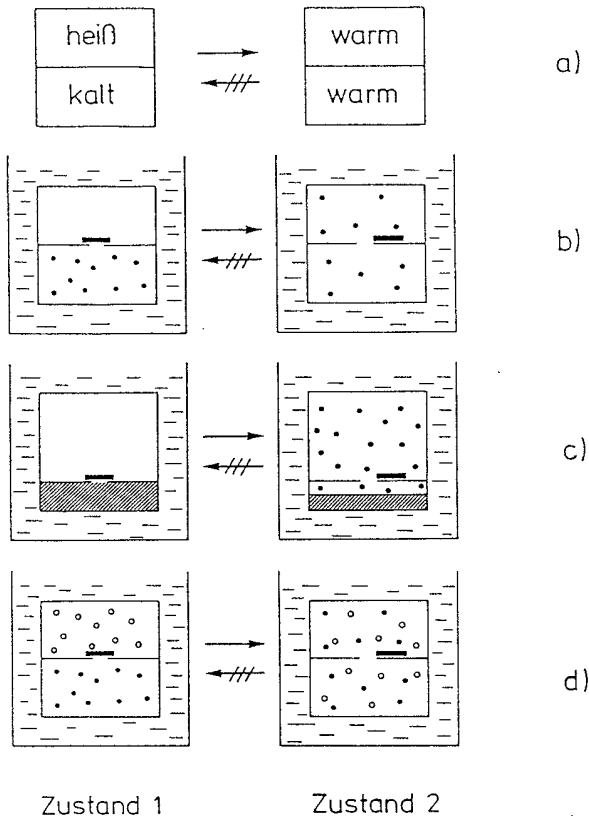 heiß
warm
kalt
warm
a)
b)
c)
d)
Zustand 1
Zustand 2